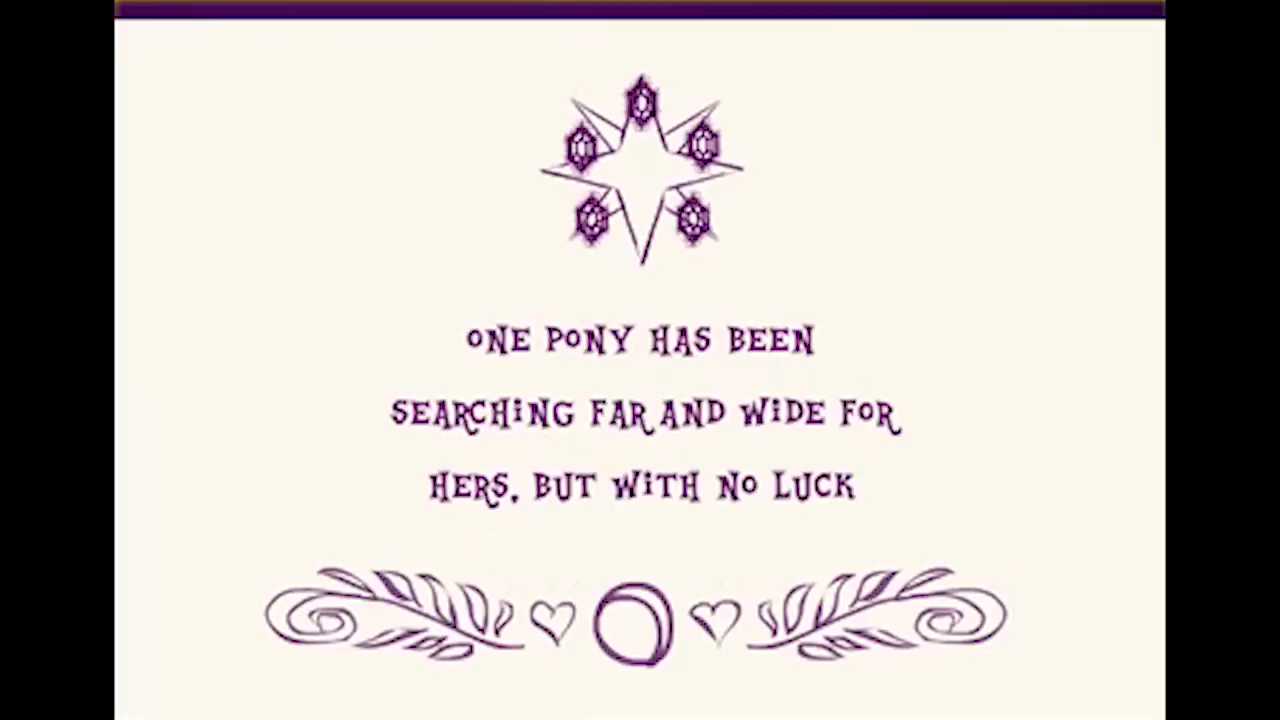 ONE PONY HAS BEEN
SEARCHING FAR AND WIDE FOR
HERS, BUT WITH NO LUCK